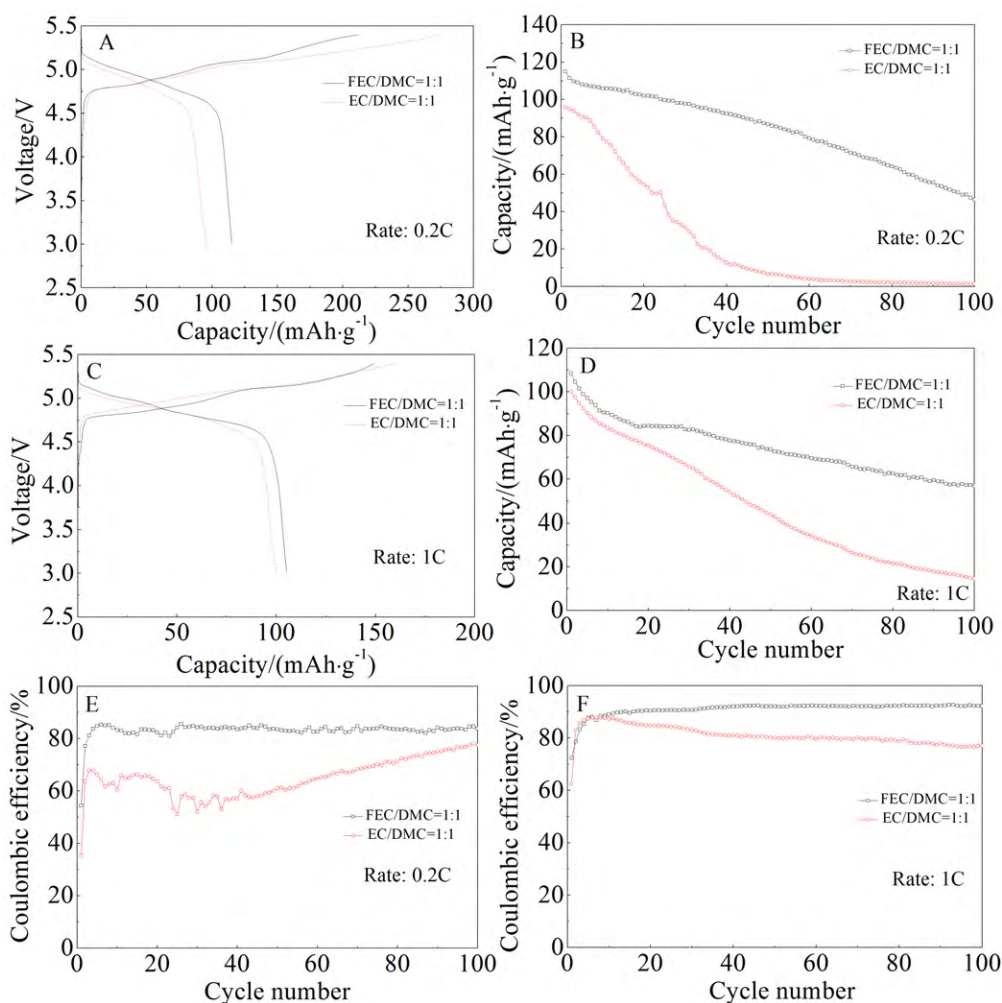 A
5.5
5.0
4.5
4.0
3.5
3.0
2.5
Voltage/V
FEC/DMC=1:1
EC/DMC=1:1
Rate: 0.2C
0 50 100 150 200 250 300
Capacity/(mAh·g-1)
B
140
120
100
80
60
40
20
0
Capacity/(mAh·g-1)
FEC/DMC=1:1
EC/DMC=1:1
Rate: 0.2C
0 20 40 60 80 100
Cycle number
C
5.5
5.0
4.5
4.0
3.5
3.0
2.5
Voltage/V
FEC/DMC=1:1
EC/DMC=1:1
Rate: 1C
0 50 100 150 200
Capacity/(mAh·g-1)
D
120
100
80
60
40
20
0
Capacity/(mAh·g-1)
FEC/DMC=1:1
EC/DMC=1:1
Rate: 1C
0 20 40 60 80 100
Cycle number
E
100
80
60
40
20
0
Coulombic efficiency/%
FEC/DMC=1:1
EC/DMC=1:1
Rate: 0.2C
0 20 40 60 80 100
Cycle number
F
100
80
60
40
20
0
Coulombic efficiency/%
FEC/DMC=1:1
EC/DMC=1:1
Rate: 1C
0 20 40 60 80 100
Cycle number